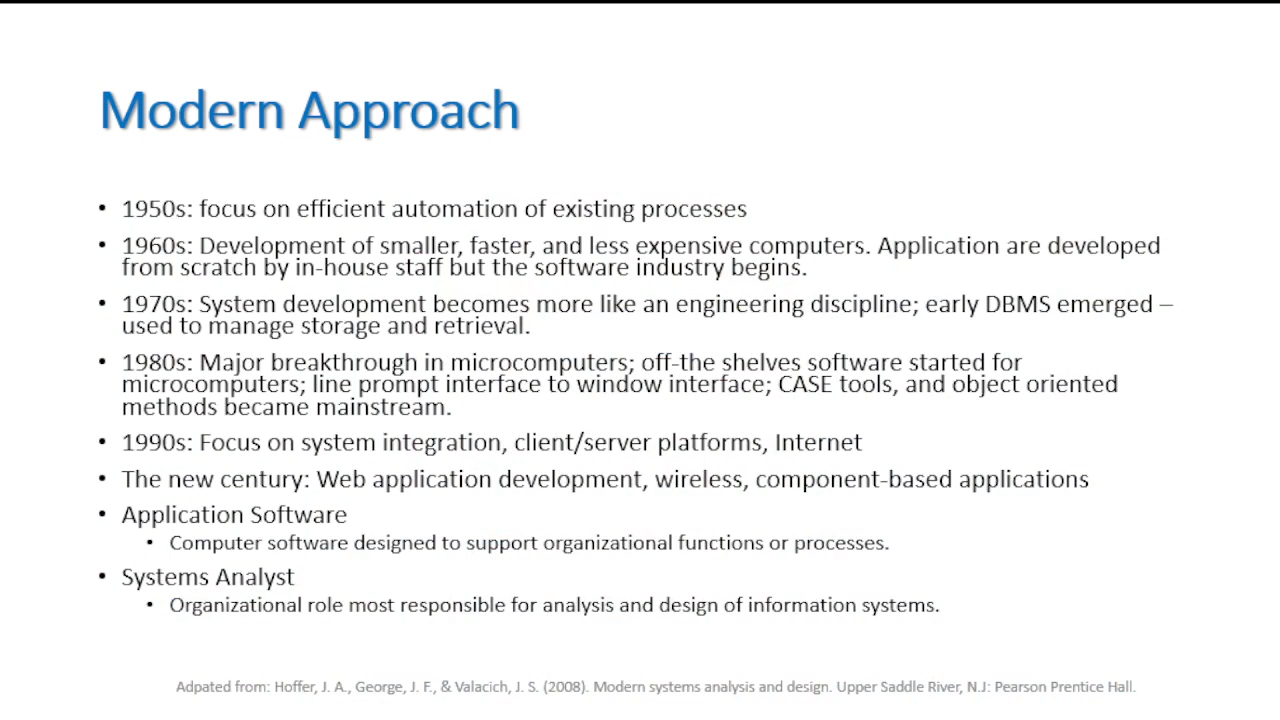 Modern Approach
• 1950s: focus on efficient automation of existing processes
• 1960s: Development of smaller, faster, and less expensive computers. Application are developed
from scratch by in-house staff but the software industry begins.
• 1970s: System development becomes more like an engineering discipline; early DBMS emerged –
used to manage storage and retrieval.
• 1980s: Major breakthrough in microcomputers; off-the shelves software started for
microcomputers; line prompt interface to window interface; CASE tools, and object oriented
methods became mainstream.
• 1990s: Focus on system integration, client/server platforms, Internet
• The new century: Web application development, wireless, component-based applications
• Application Software
• Computer software designed to support organizational functions or processes.
• Systems Analyst
• Organizational role most responsible for analysis and design of information systems.
Adpated from: Hoffer, J. A., George, J. F., & Valacich, J. S. (2008). Modern systems analysis and design. Upper Saddle River, N.J: Pearson Prentice Hall.